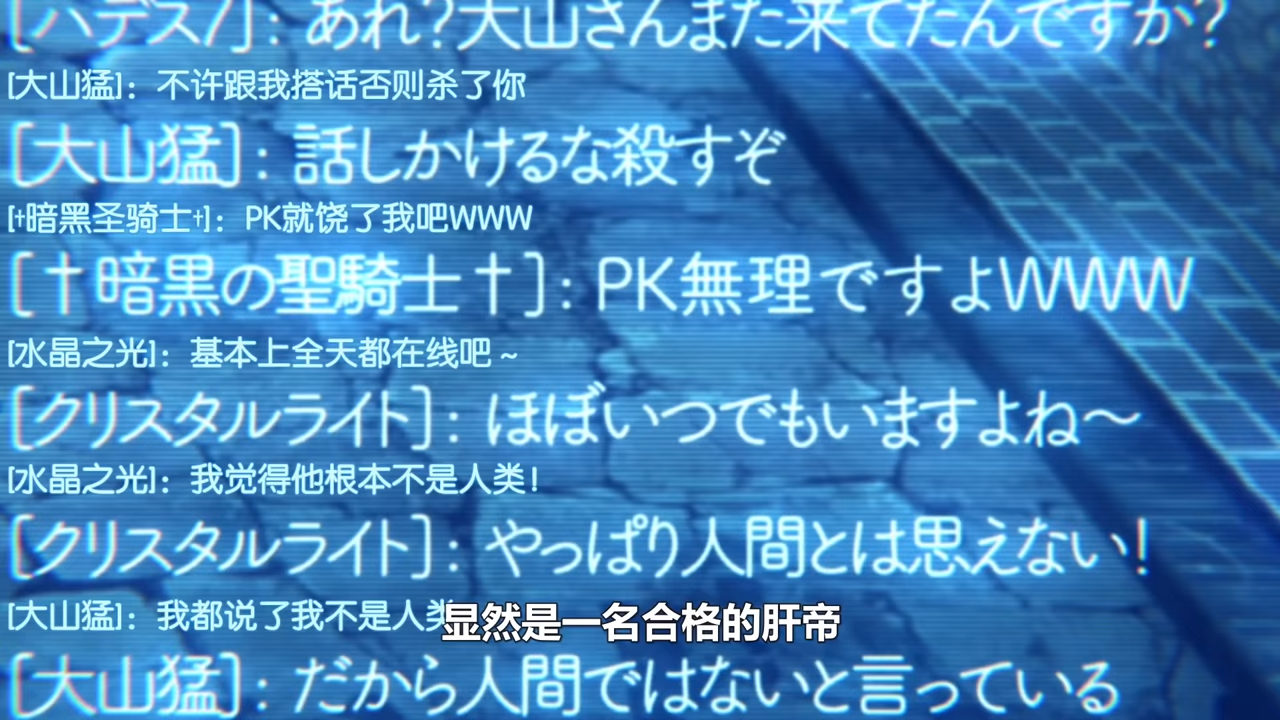 [ハデス7]：あれ？大山さんまた来てたんですか？
[大山猛]：不许跟我搭话否则杀了你
[大山猛]：話しかけるな殺すぞ
[†暗黑圣骑士†]：PK就饶了我吧WWW
[†暗黒の聖騎士†]：PK無理ですよWWW
[水晶之光]：基本上全天都在线吧～
[クリスタルライト]：ほぼいつでもいますよね～
[水晶之光]：我觉得他根本不是人类！
[クリスタルライト]：やっぱり人間とは思えない！
[大山猛]：我都说了我不是人类
显然是一名合格的肝帝
[大山猛]：だから人間ではないと言っている